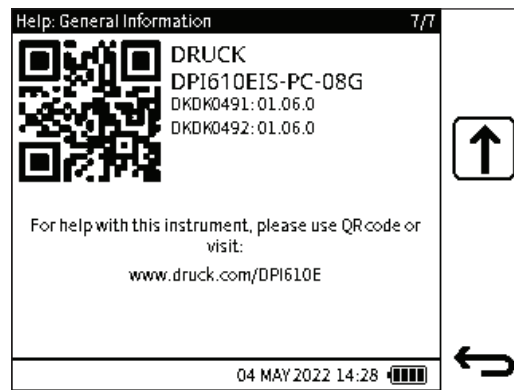 Help: General Information 7/7
DRUCK
DPI610EIS-PC-08G
DKDK0491: 01.06.0
DKDK0492: 01.06.0
For help with this instrument, please use QR code or
visit:
www.druck.com/DPI610E
04 MAY 2022 14:28